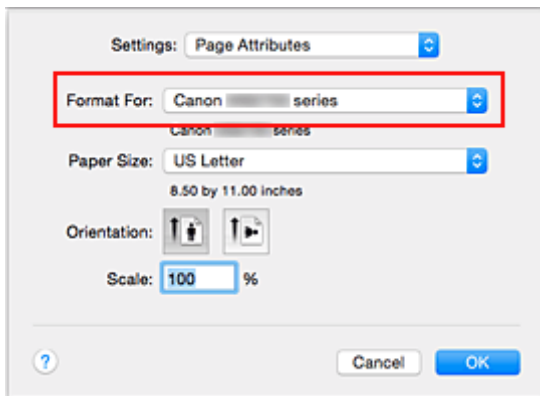 Settings: Page Attributes
Format For: Canon series
Canon series
Paper Size: US Letter
8.50 by 11.00 inches
Orientation:
Scale: 100 %
? Cancel OK